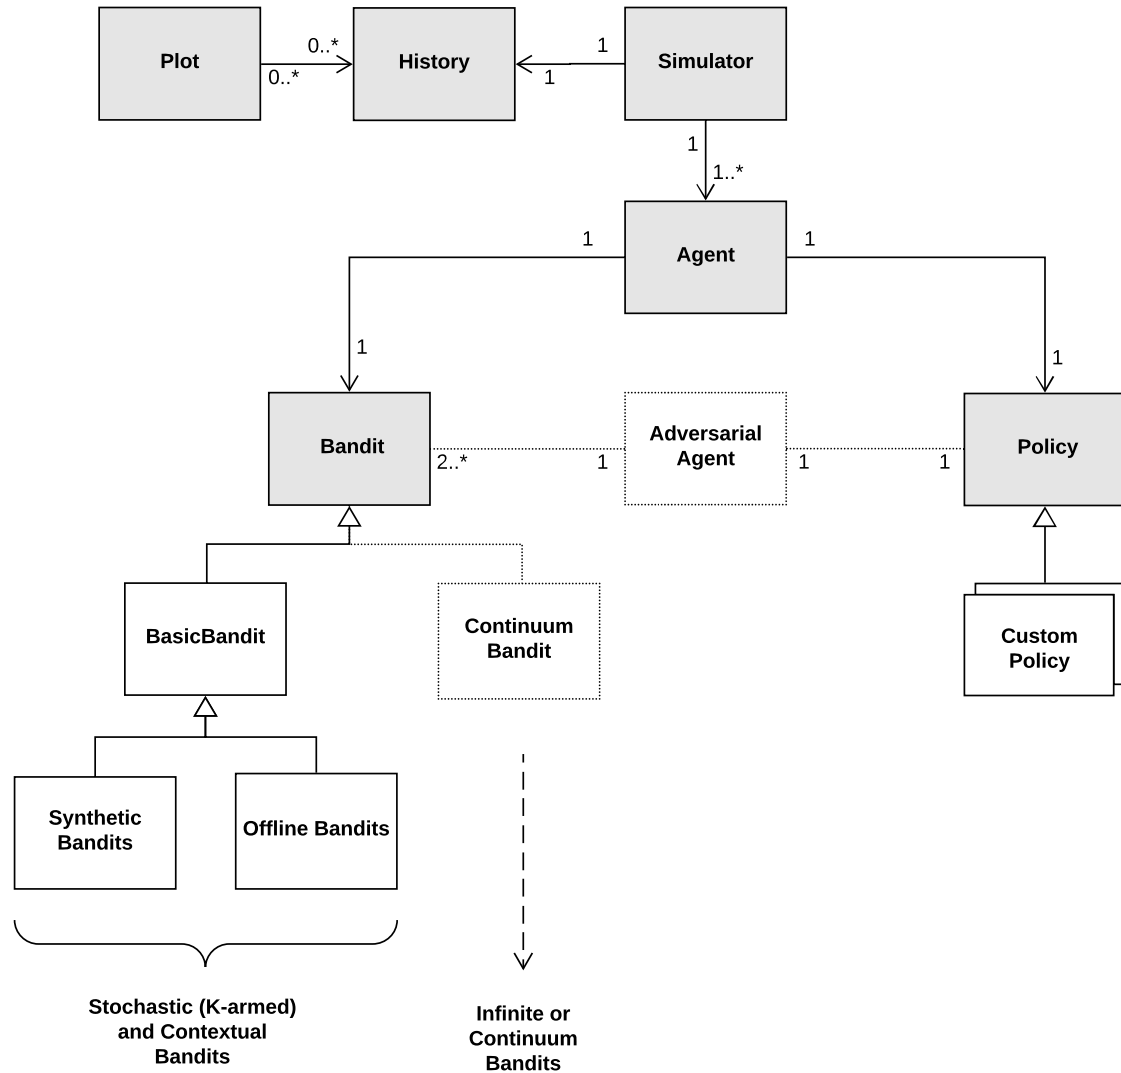 Plot
0..*
0..*
History
1
1
Simulator
1
1..*
1
Agent
1
1
1
Bandit
2..*
1
Adversarial
Agent
1
1
Policy
BasicBandit
Continuum
Bandit
Custom
Policy
Synthetic
Bandits
Offline Bandits
Stochastic (K-armed)
and Contextual
Bandits
Infinite or
Continuum
Bandits